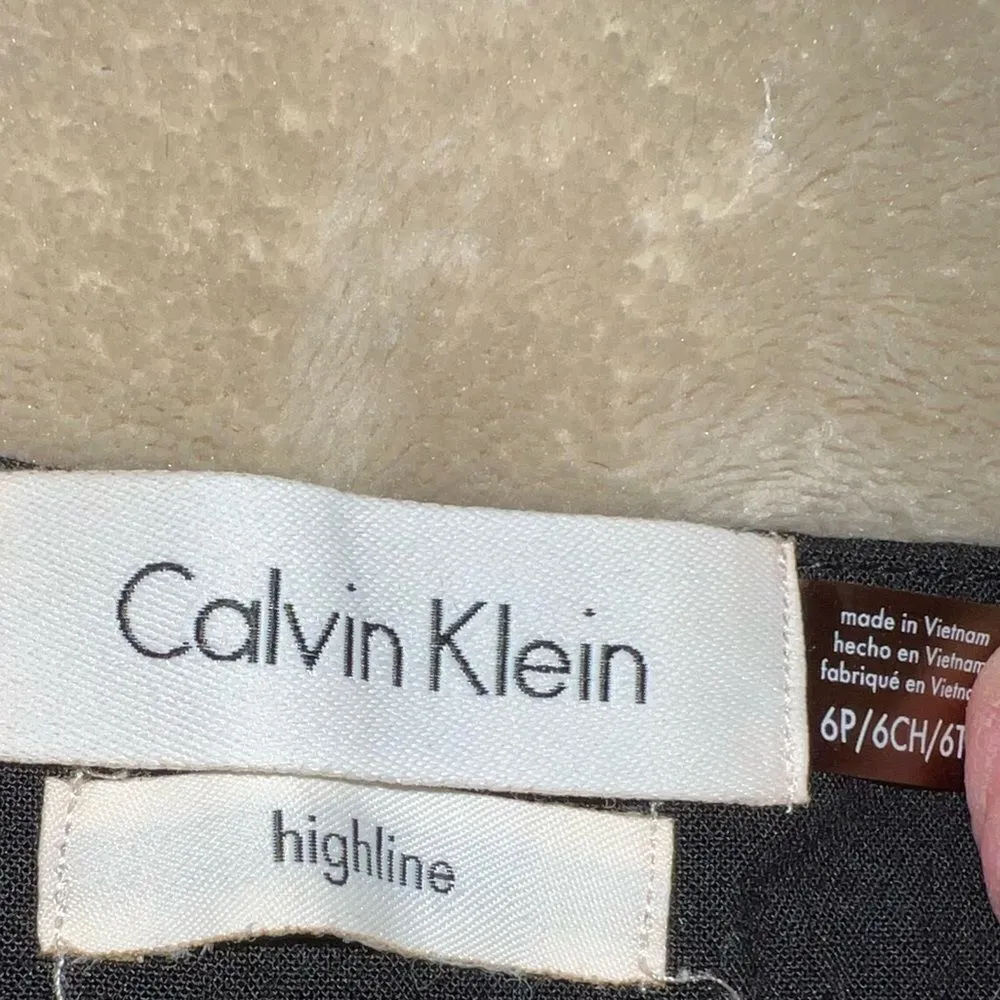 Calvin Klein
highline
made in Vietnam
hecho en Vietnam
fabriqué en
6P/6CH/